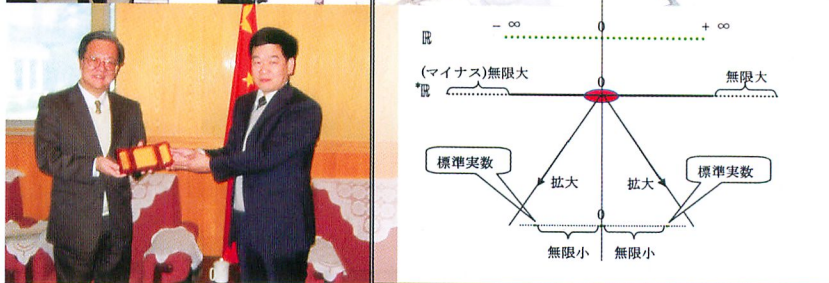 − ∞ 0 + ∞
ℝ
(マイナス)無限大 0 無限大
*ℝ
標準実数 標準実数
拡大 拡大
0
無限小 無限小